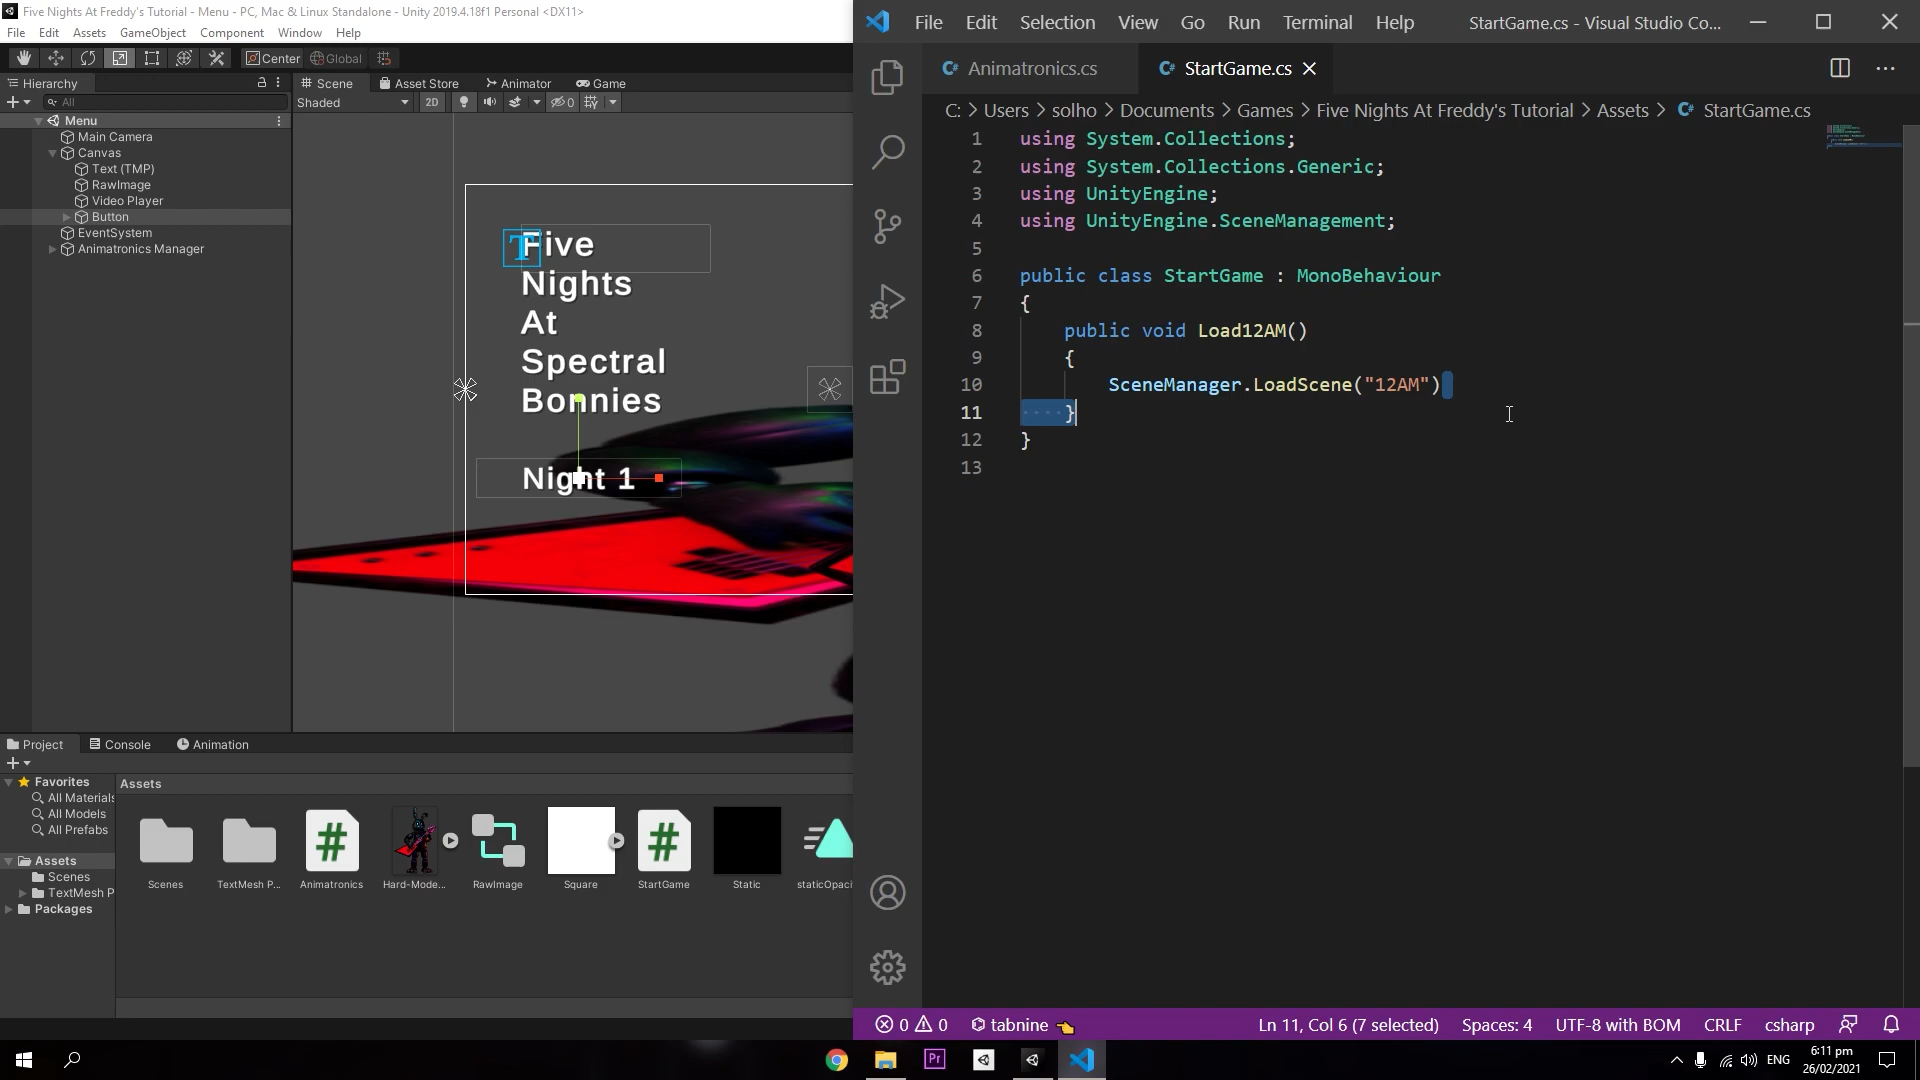 Five Nights At Freddy's Tutorial - Menu - PC, Mac & Linux Standalone - Unity 2019.4.18f1 Personal <DX11>
File Edit Assets GameObject Component Window Help
Center Global
Hierarchy
All
Menu
Main Camera
Canvas
Text (TMP)
RawImage
Video Player
Button
EventSystem
Animatronics Manager
Scene Asset Store Animator Game
Shaded 2D 0
T
Five
Nights
At
Spectral
Bonnies
Night 1
Project Console Animation
Favorites
All Materials
All Models
All Prefabs
Assets
Scenes
TextMesh P
Packages
Assets
Scenes TextMesh P... Animatronics Hard-Mode... RawImage Square StartGame Static staticOpaci
File Edit Selection View Go Run Terminal Help StartGame.cs - Visual Studio Co...
Animatronics.cs StartGame.cs
C: > Users > solho > Documents > Games > Five Nights At Freddy's Tutorial > Assets > StartGame.cs
1 using System.Collections;
2 using System.Collections.Generic;
3 using UnityEngine;
4 using UnityEngine.SceneManagement;
5
6 public class StartGame : MonoBehaviour
7 {
8 public void Load12AM()
9 {
10 SceneManager.LoadScene("12AM")
11 }
12 }
13
0 0 tabnine Ln 11, Col 6 (7 selected) Spaces: 4 UTF-8 with BOM CRLF csharp
Pr ENG 6:11 pm
26/02/2021